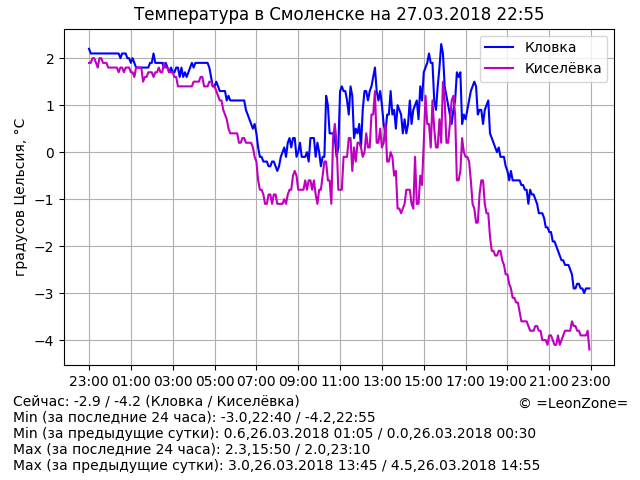 Температура в Смоленске на 27.03.2018 22:55
Кловка
Киселёвка
градусов Цельсия, °C
2
1
0
−1
−2
−3
−4
23:00 01:00 03:00 05:00 07:00 09:00 11:00 13:00 15:00 17:00 19:00 21:00 23:00
Сейчас: -2.9 / -4.2 (Кловка / Киселёвка)
© =LeonZone=
Min (за последние 24 часа): -3.0,22:40 / -4.2,22:55
Min (за предыдущие сутки): 0.6,26.03.2018 01:05 / 0.0,26.03.2018 00:30
Max (за последние 24 часа): 2.3,15:50 / 2.0,23:10
Max (за предыдущие сутки): 3.0,26.03.2018 13:45 / 4.5,26.03.2018 14:55